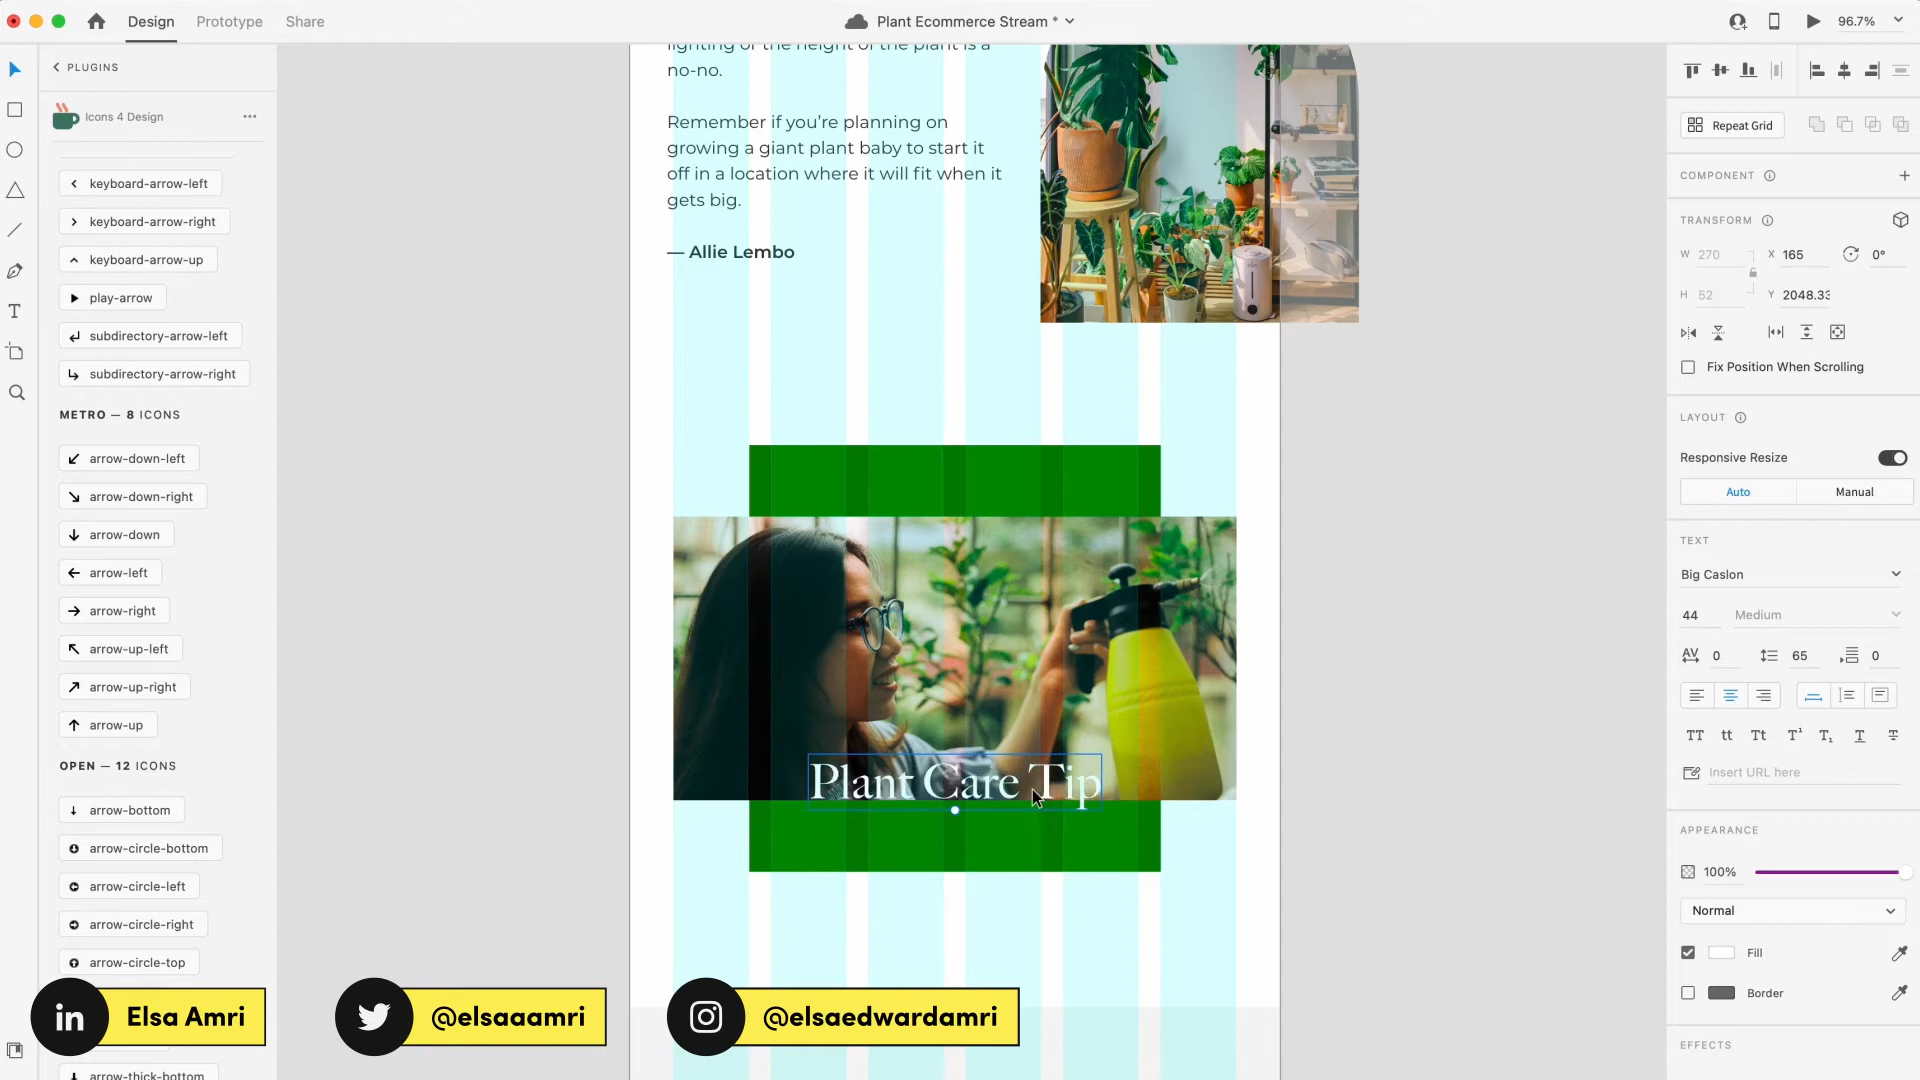 Design Prototype Share
Plant Ecommerce Stream *
96.7%
PLUGINS
Icons 4 Design
keyboard-arrow-left
keyboard-arrow-right
keyboard-arrow-up
play-arrow
subdirectory-arrow-left
subdirectory-arrow-right
METRO — 8 ICONS
arrow-down-left
arrow-down-right
arrow-down
arrow-left
arrow-right
arrow-up-left
arrow-up-right
arrow-up
OPEN — 12 ICONS
arrow-bottom
arrow-circle-bottom
arrow-circle-left
arrow-circle-right
arrow-circle-top
arrow-thick-bottom
lighting or the height of the plant is a
no-no.
Remember if you’re planning on
growing a giant plant baby to start it
off in a location where it will fit when it
gets big.
— Allie Lembo
Plant Care Tip
in Elsa Amri
@elsaaamri
@elsaedwardamri
Repeat Grid
COMPONENT
TRANSFORM
W 270 X 165 0°
H 52 Y 2048.33
Fix Position When Scrolling
LAYOUT
Responsive Resize
Auto Manual
TEXT
Big Caslon
44 Medium
AV 0 65 0
TT tt Tt T¹ T₁ T T
Insert URL here
APPEARANCE
100%
Normal
Fill
Border
EFFECTS